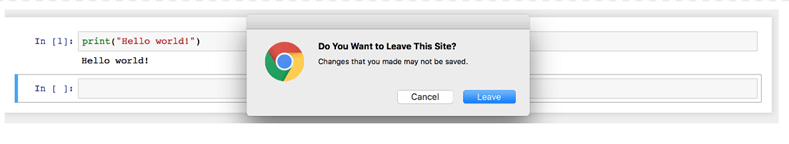 In [1]: print("Hello world!")
Hello world!
In [ ]:
Do You Want to Leave This Site?
Changes that you made may not be saved.
Cancel Leave